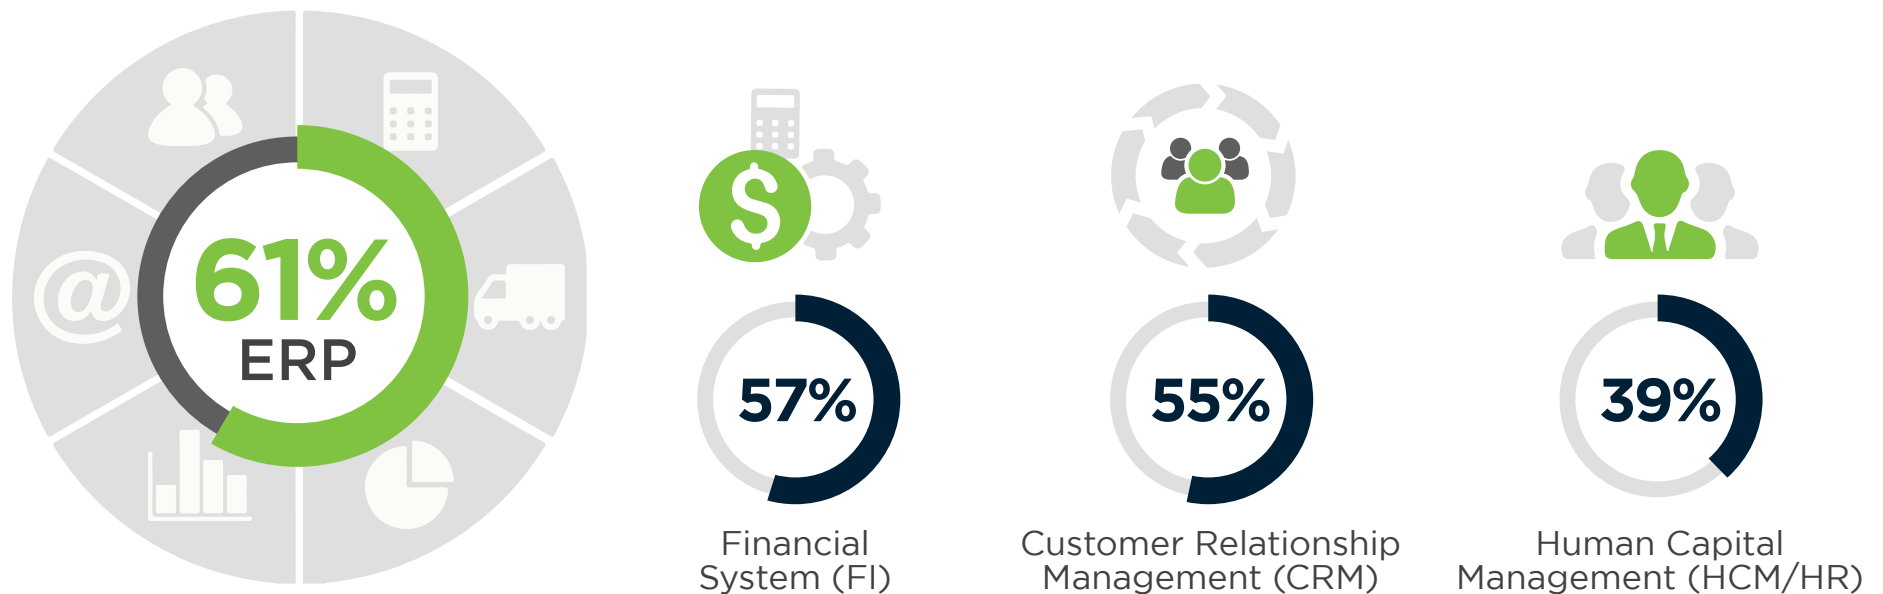 61%
ERP
57%
Financial
System (FI)
55%
Customer Relationship
Management (CRM)
39%
Human Capital
Management (HCM/HR)